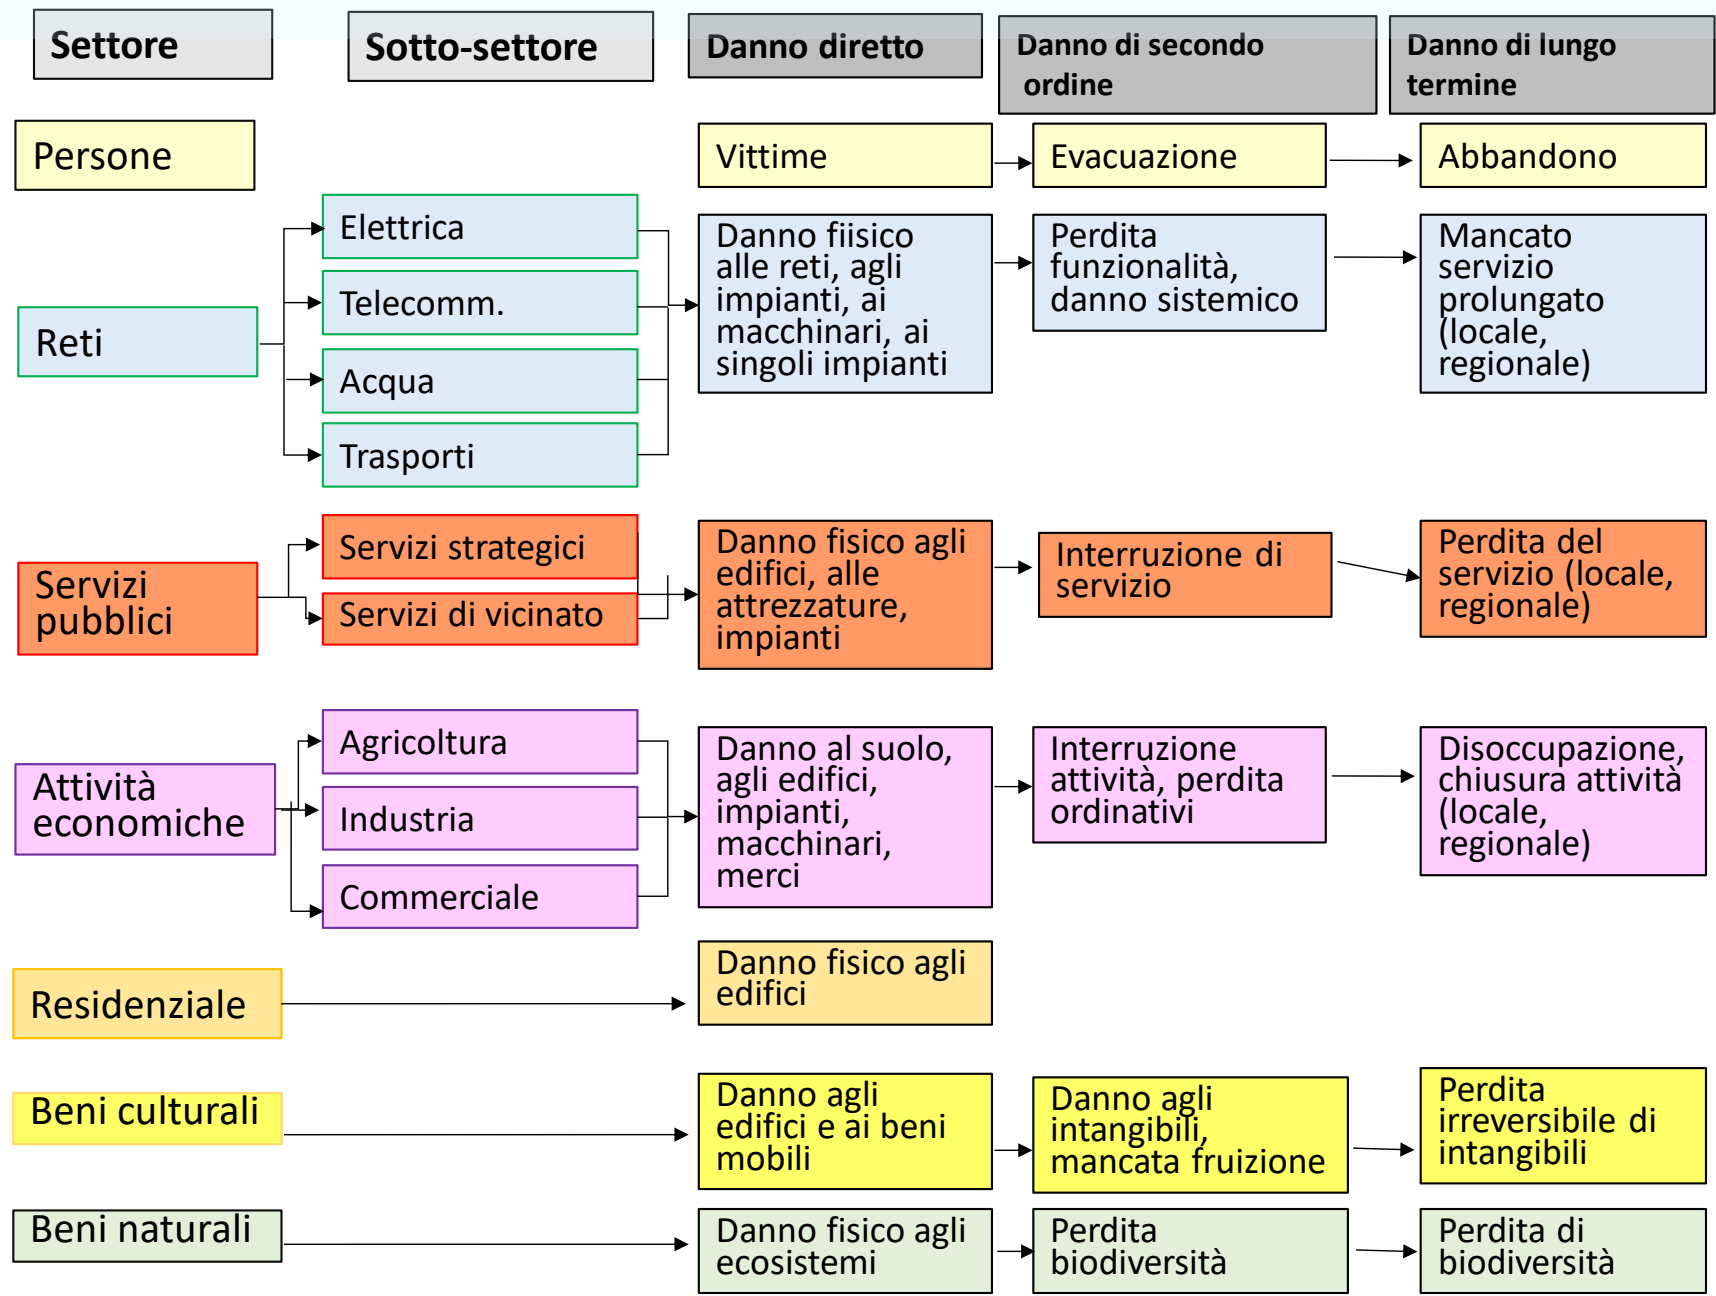 Settore
Sotto-settore
Danno diretto
Danno di secondo
ordine
Danno di lungo
termine
Persone
Vittime
Evacuazione
Abbandono
Reti
Elettrica
Telecomm.
Acqua
Trasporti
Danno fiisico
alle reti, agli
impianti, ai
macchinari, ai
singoli impianti
Perdita
funzionalità,
danno sistemico
Mancato
servizio
prolungato
(locale,
regionale)
Servizi
pubblici
Servizi strategici
Servizi di vicinato
Danno fisico agli
edifici, alle
attrezzature,
impianti
Interruzione di
servizio
Perdita del
servizio (locale,
regionale)
Attività
economiche
Agricoltura
Industria
Commerciale
Danno al suolo,
agli edifici,
impianti,
macchinari,
merci
Interruzione
attività, perdita
ordinativi
Disoccupazione,
chiusura attività
(locale,
regionale)
Residenziale
Danno fisico agli
edifici
Beni culturali
Danno agli
edifici e ai beni
mobili
Danno agli
intangibili,
mancata fruizione
Perdita
irreversibile di
intangibili
Beni naturali
Danno fisico agli
ecosistemi
Perdita
biodiversità
Perdita di
biodiversità